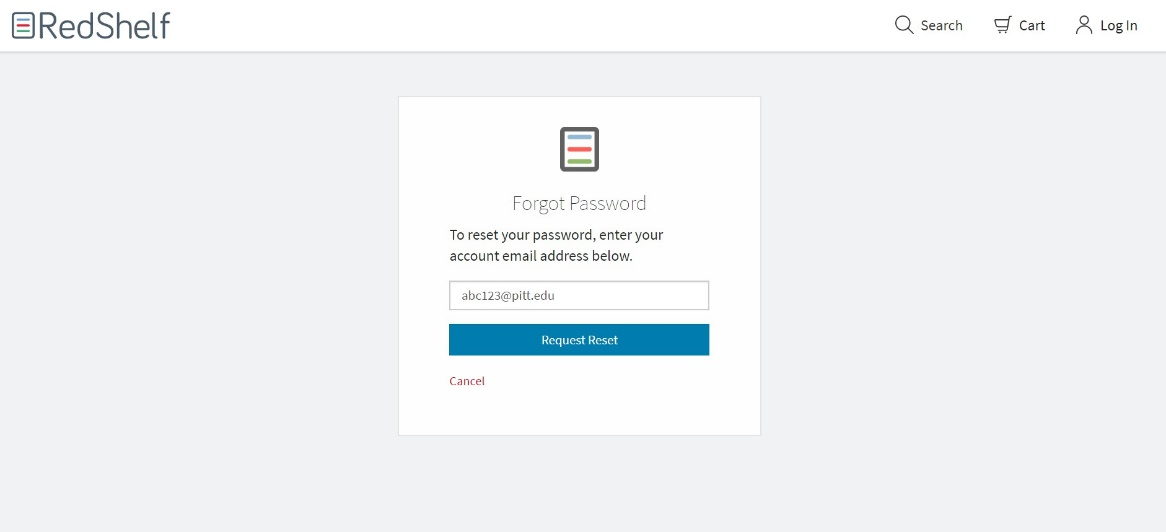 RedShelf
Search
Cart
Log In
Forgot Password
To reset your password, enter your
account email address below.
abc123@pitt.edu
Request Reset
Cancel